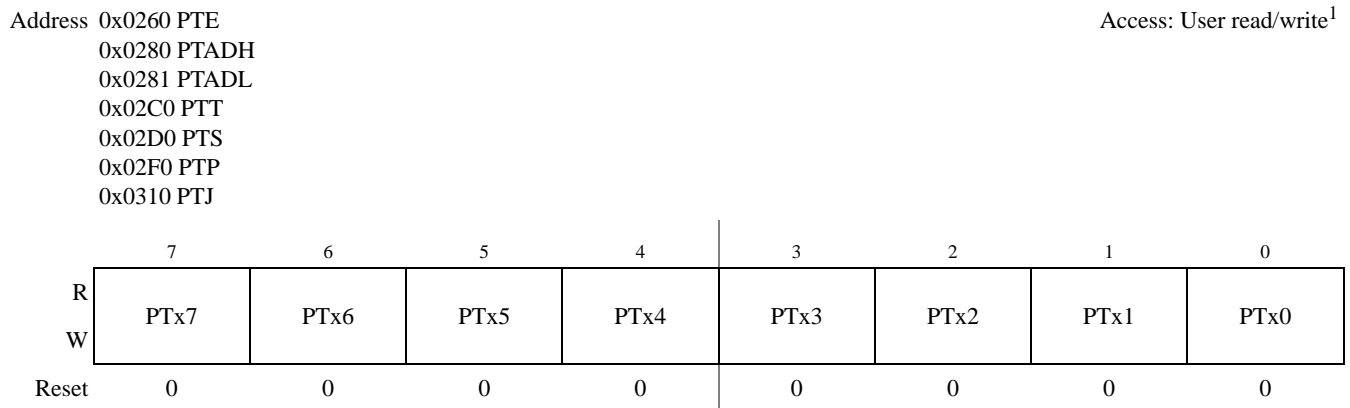 Address 0x0260 PTE Access: User read/write1
0x0280 PTADH
0x0281 PTADL
0x02C0 PTT
0x02D0 PTS
0x02F0 PTP
0x0310 PTJ
7 6 5 4 3 2 1 0
R
PTx7 PTx6 PTx5 PTx4 PTx3 PTx2 PTx1 PTx0
W
Reset 0 0 0 0 0 0 0 0